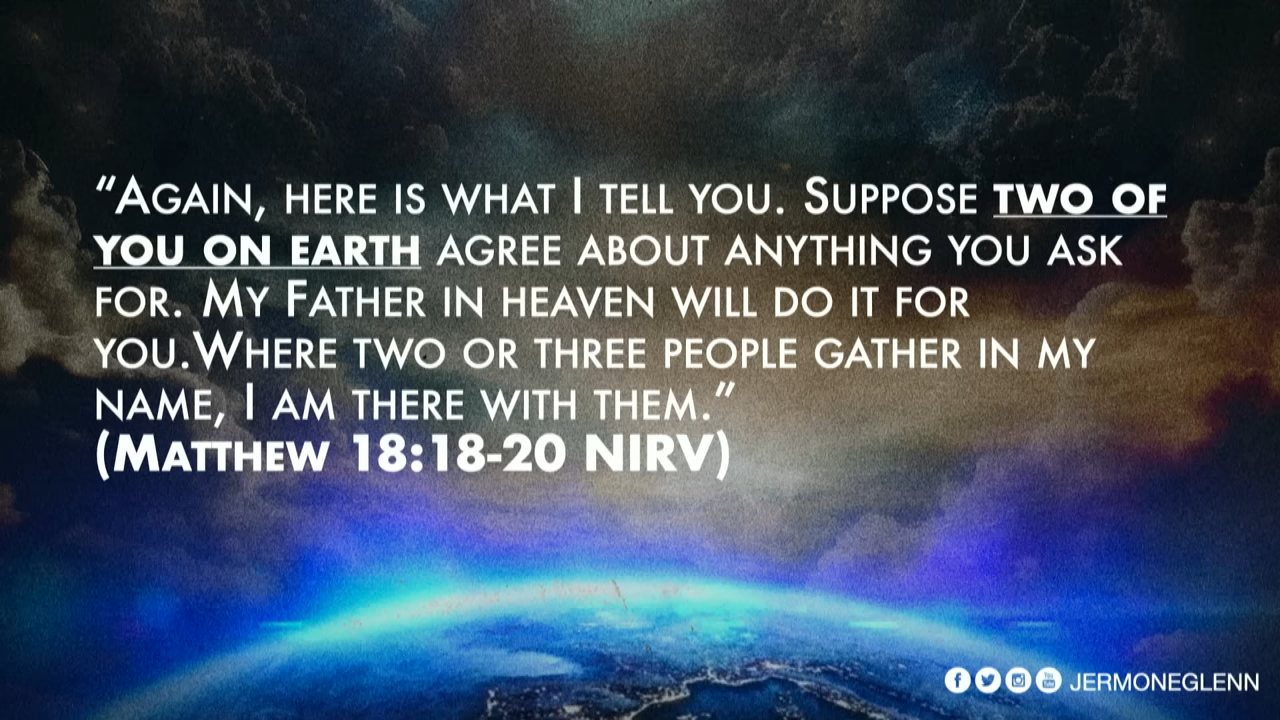 “Again, here is what I tell you. Suppose two of
you on earth agree about anything you ask
for. My Father in heaven will do it for
you.Where two or three people gather in my
name, I am there with them.”
(Matthew 18:18-20 NIRV)
JERMONEGLENN